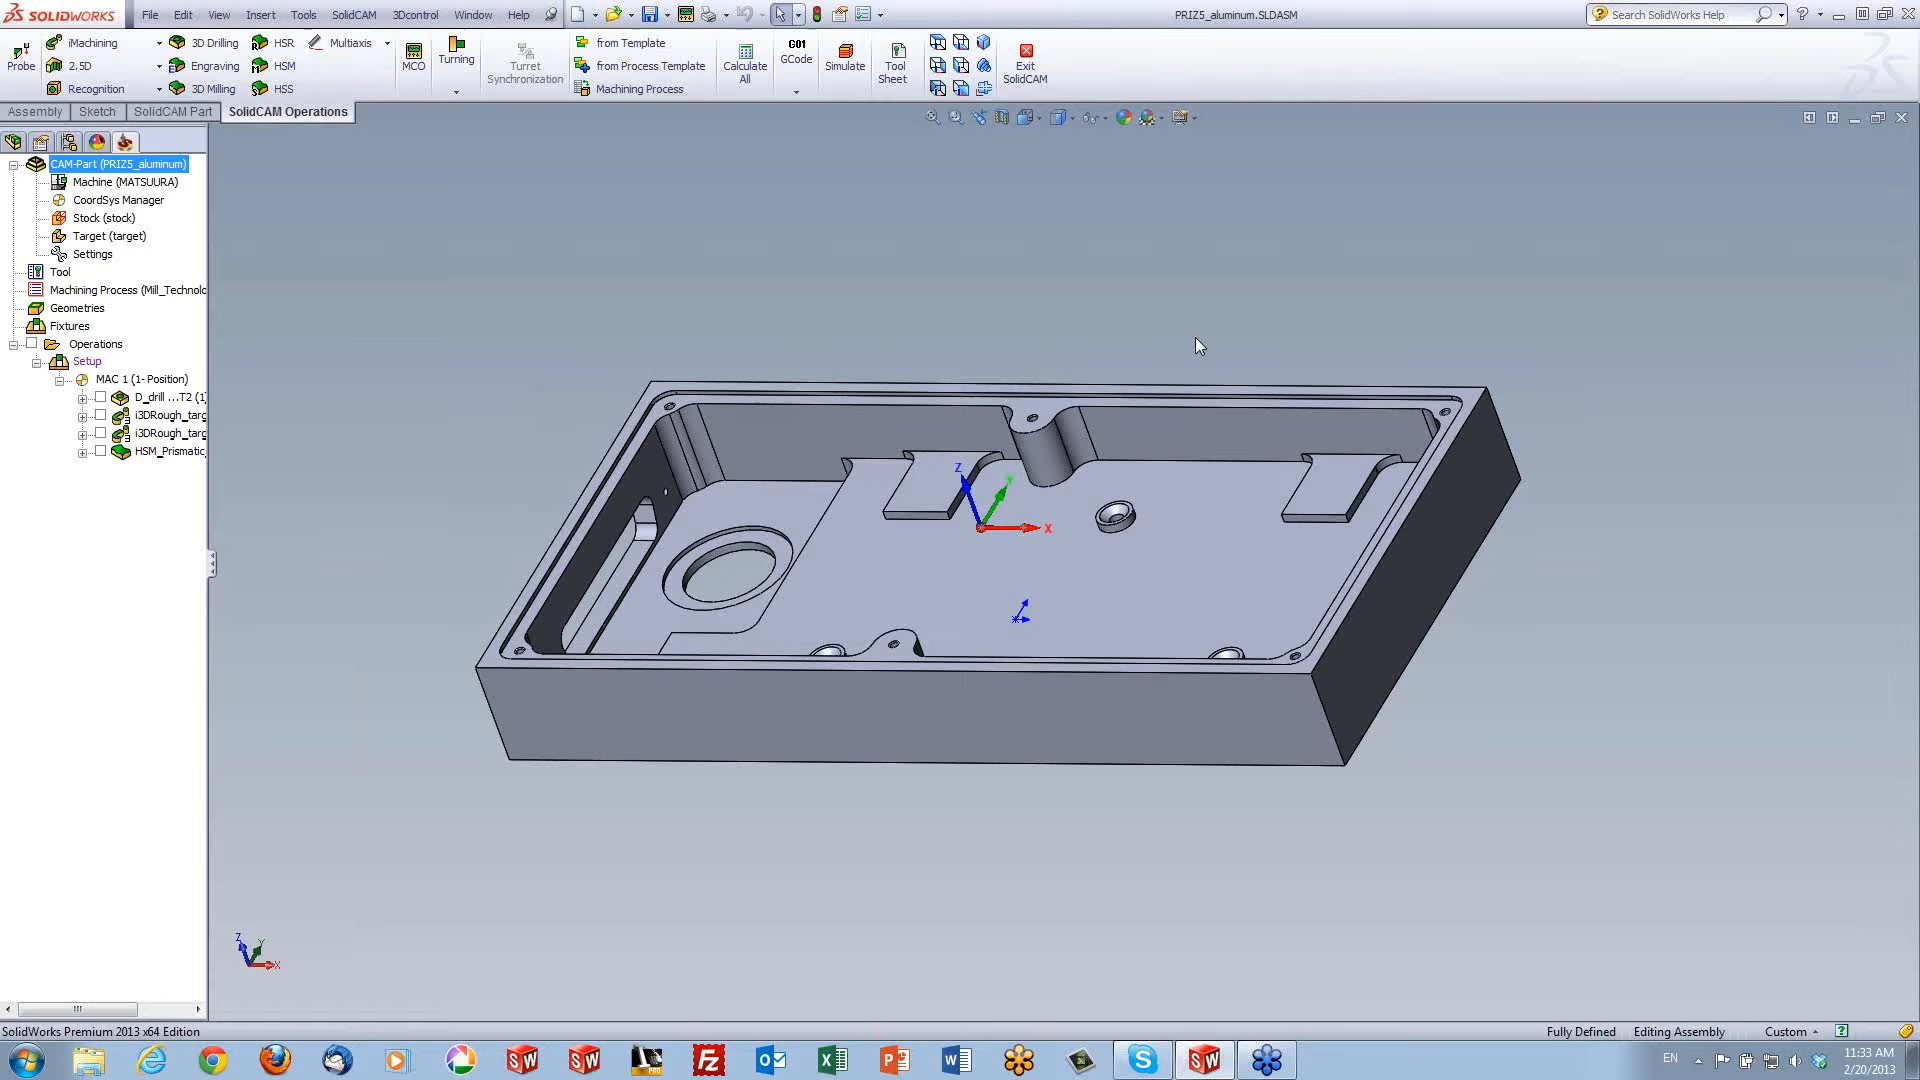 SOLIDWORKS File Edit View Insert Tools SolidCAM 3Dcontrol Window Help PRIZ5_aluminum.SLDASM Search SolidWorks Help
Probe
iMachining
2.5D
Recognition
3D Drilling
Engraving
3D Milling
HSR
HSM
HSS
Multiaxis
MCO
Turning
Turret
Synchronization
from Template
from Process Template
Machining Process
Calculate
All
G01
GCode
Simulate
Tool
Sheet
Exit
SolidCAM
Assembly Sketch SolidCAM Part SolidCAM Operations
CAM-Part (PRIZ5_aluminum)
Machine (MATSUURA)
CoordSys Manager
Stock (stock)
Target (target)
Settings
Tool
Machining Process (Mill_Technolo
Geometries
Fixtures
Operations
Setup
MAC 1 (1- Position)
D_drill ...T2 (1)
i3DRough_targ
i3DRough_targ
HSM_Prismatic_
Z
Y
X
Z
Y
X
SolidWorks Premium 2013 x64 Edition Fully Defined Editing Assembly Custom
EN
11:33 AM
2/20/2013